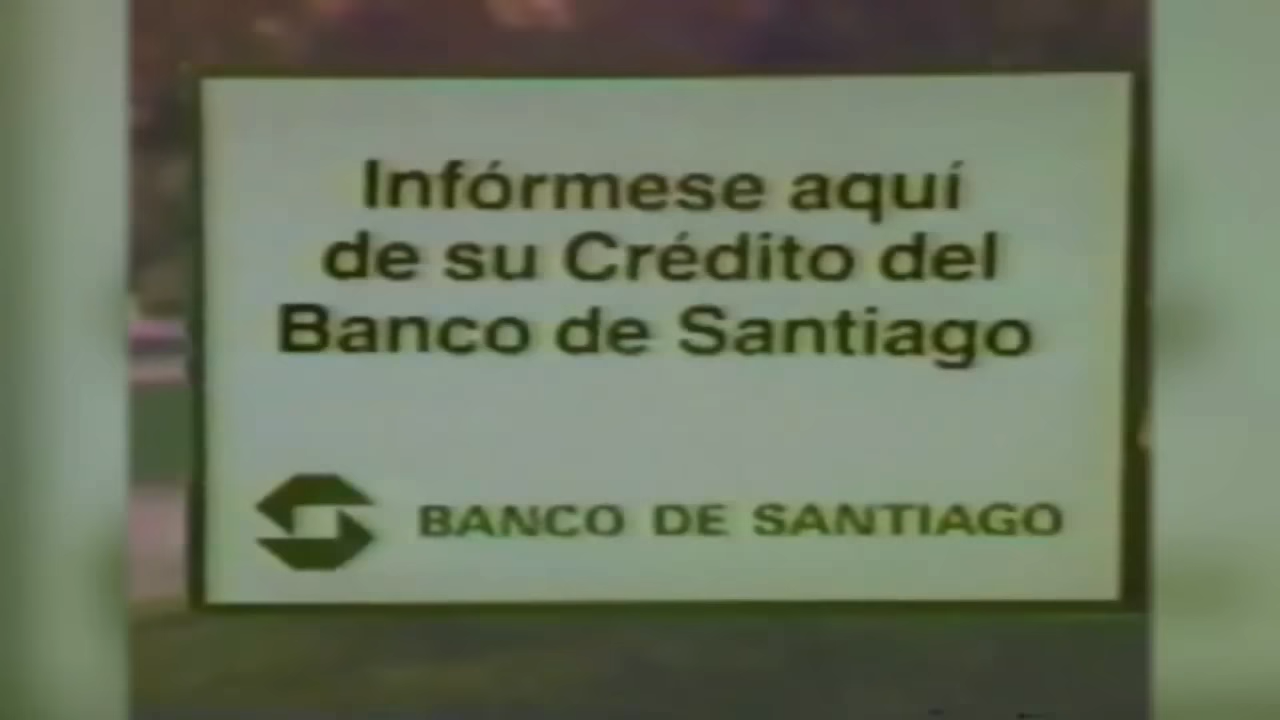 Infórmese aquí
de su Crédito del
Banco de Santiago
BANCO DE SANTIAGO